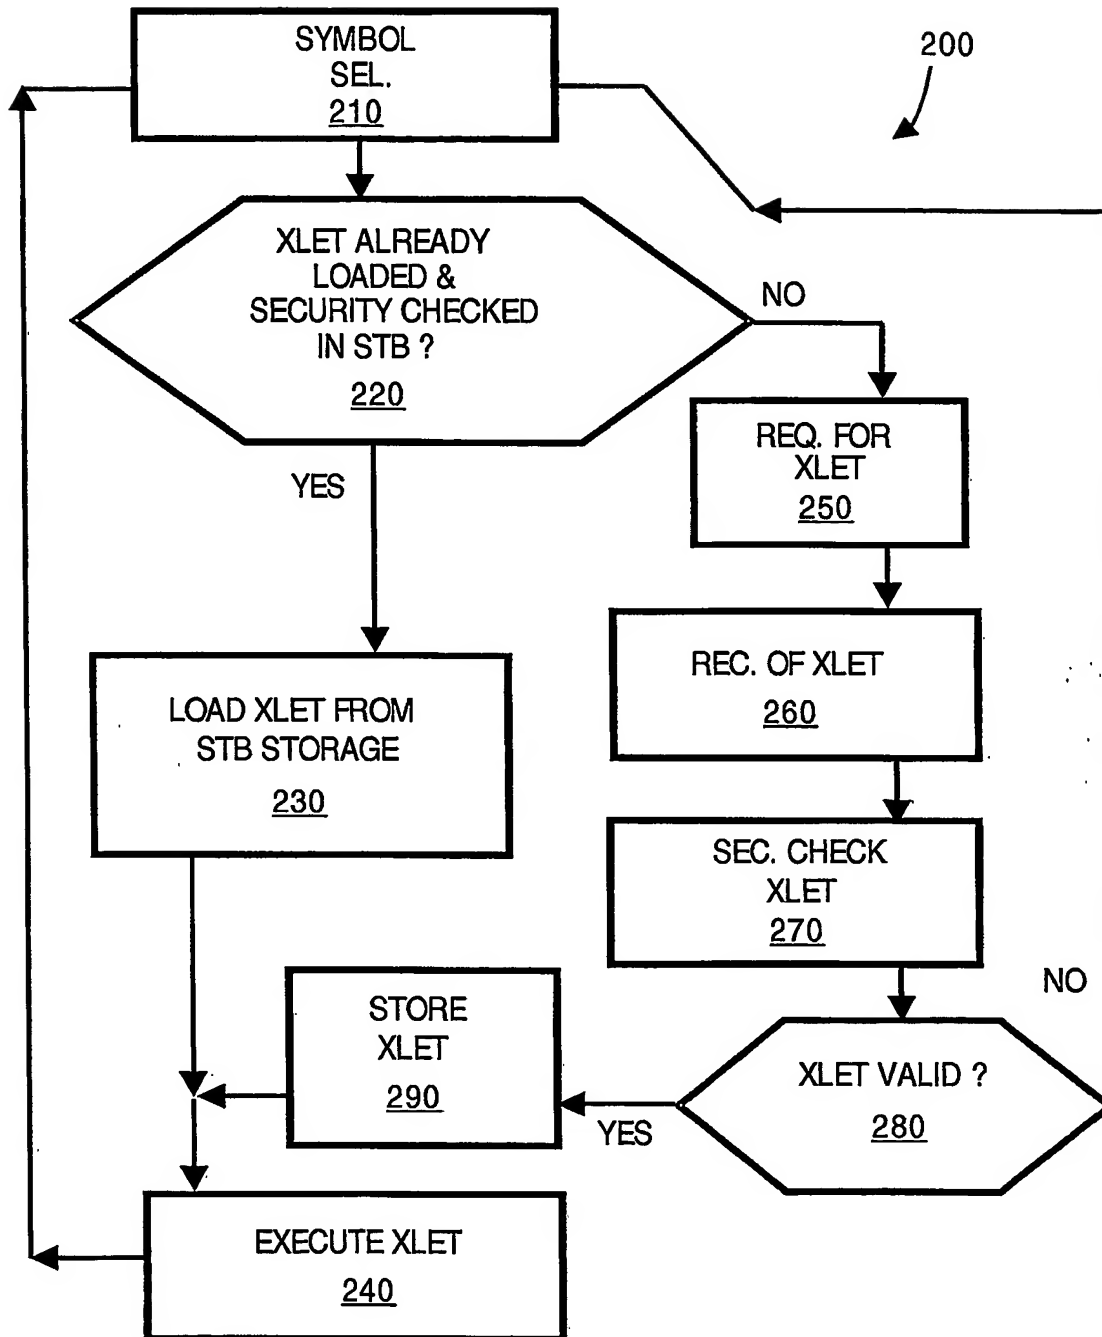 SYMBOL
SEL.
210
200
XLET ALREADY
LOADED &
SECURITY CHECKED
IN STB ?
220
NO
YES
REQ. FOR
XLET
250
REC. OF XLET
260
LOAD XLET FROM
STB STORAGE
230
SEC. CHECK
XLET
270
NO
STORE
XLET
290
YES
XLET VALID ?
280
EXECUTE XLET
240